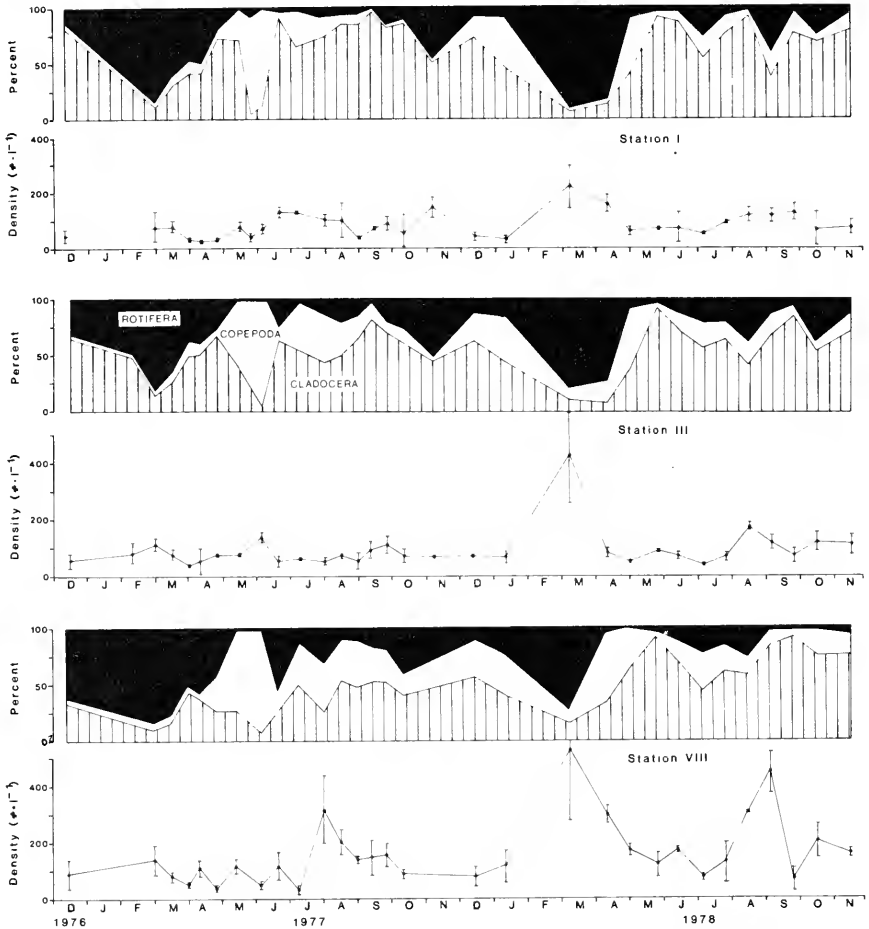 Percent
100
50
0
Station I
Density (#·l⁻¹)
400
200
0
D J F M A M J J A S O N D J F M A M J J A S O N
Percent
100
50
0
ROTIFERA
COPEPODA
CLADOCERA
Station III
Density (#·l⁻¹)
400
200
0
D J F M A M J J A S O N D J F M A M J J A S O N
Percent
100
50
0
Station VIII
Density (#·l⁻¹)
400
200
0
D J F M A M J J A S O N D J F M A M J J A S O N
1976 1977 1978